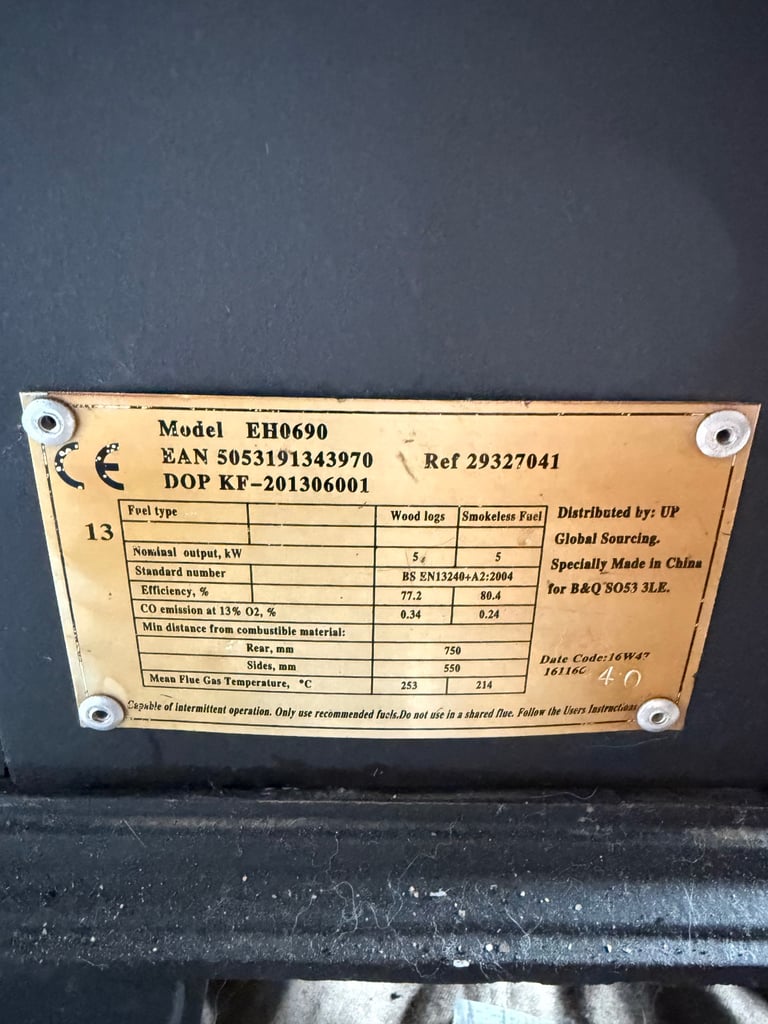 Model EH0690
EAN 5053191343970 Ref 29327041
DOP KF-201306001
CE
13
Fuel type Wood logs Smokeless Fuel
Nominal output, kW 5 5
Standard number BS EN13240+A2:2004
Efficiency, % 77.2 80.4
CO emission at 13% O2, % 0.34 0.24
Min distance from combustible material:
Rear, mm 750
Sides, mm 550
Mean Flue Gas Temperature, °C 253 214
Distributed by: UP
Global Sourcing.
Specially Made in China
for B&Q SO53 3LE.
Date Code:16W47
40
Capable of intermittent operation. Only use recommended fuels.Do not use in a shared flue. Follow the Users Instructions